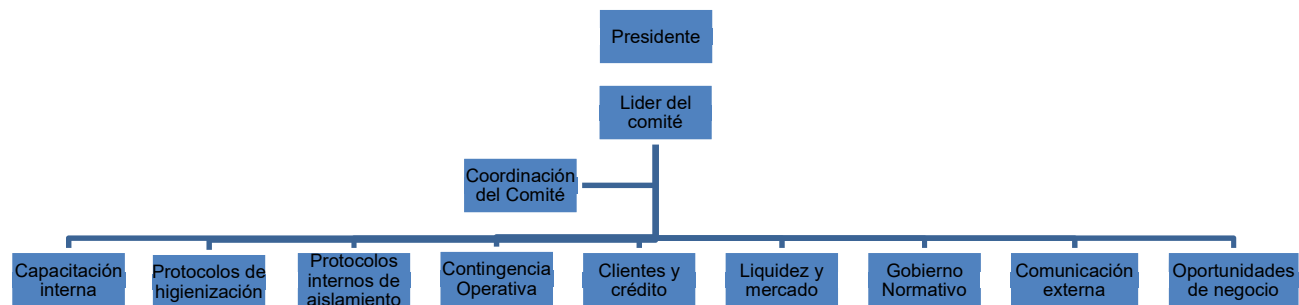 Presidente
Lider del
comité
Coordinación
del Comité
Capacitación
interna
Protocolos de
higienización
Protocolos
internos de
aislamiento
Contingencia
Operativa
Clientes y
crédito
Liquidez y
mercado
Gobierno
Normativo
Comunicación
externa
Oportunidades
de negocio